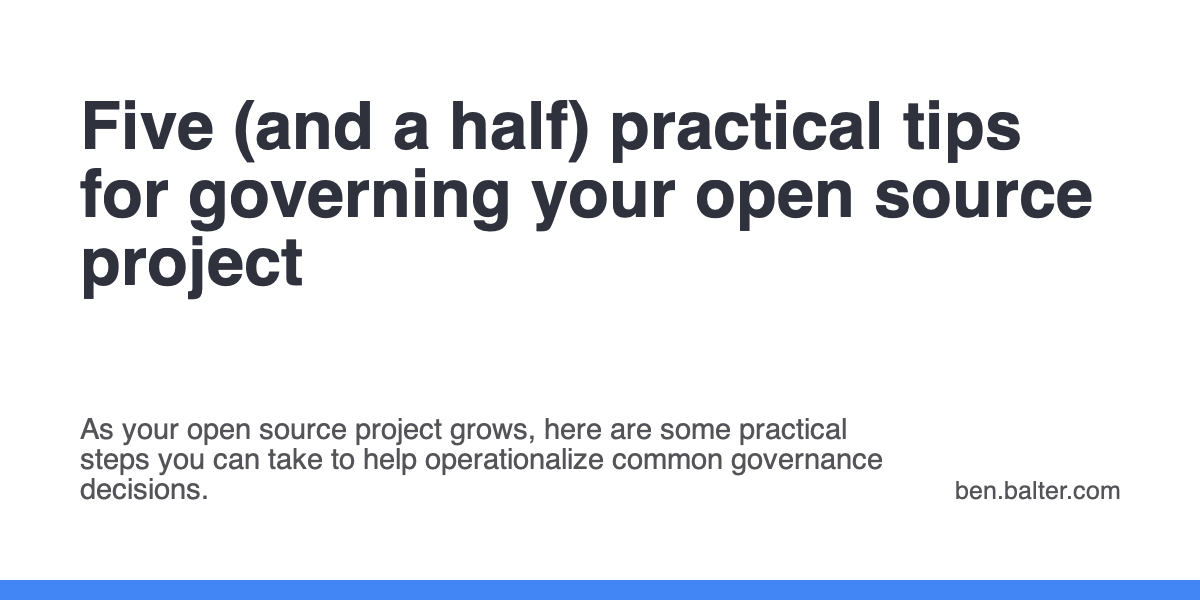 Five (and a half) practical tips
for governing your open source
project
As your open source project grows, here are some practical
steps you can take to help operationalize common governance
decisions.
ben.balter.com